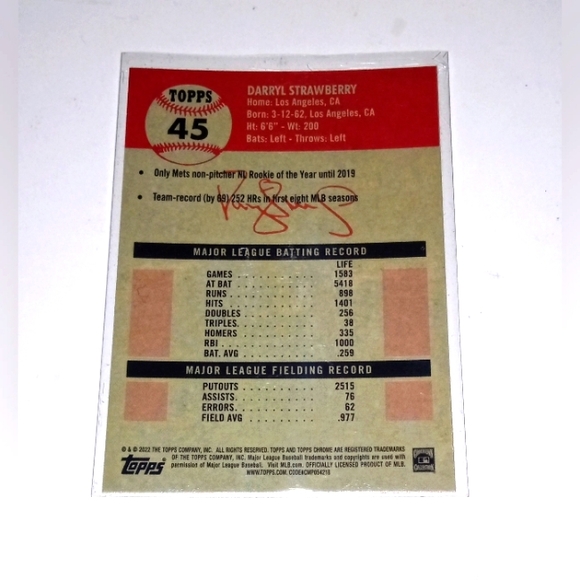 TOPPS
45
DARRYL STRAWBERRY
Home: Los Angeles, CA
Born: 3-12-62, Los Angeles, CA
Ht: 6'6" - Wt: 200
Bats: Left - Throws: Left
• Only Mets non-pitcher NL Rookie of the Year until 2019
• Team-record (by 69) 252 HRs in first eight MLB seasons
MAJOR LEAGUE BATTING RECORD
LIFE
GAMES . . . . . . . . . . . 1583
AT BAT . . . . . . . . . . . 5418
RUNS . . . . . . . . . . . 898
HITS . . . . . . . . . . . 1401
DOUBLES . . . . . . . . . . . 256
TRIPLES. . . . . . . . . . . 38
HOMERS . . . . . . . . . . . 335
RBI . . . . . . . . . . . 1000
BAT. AVG . . . . . . . . . . . .259
MAJOR LEAGUE FIELDING RECORD
PUTOUTS . . . . . . . . . . . 2515
ASSISTS. . . . . . . . . . . 76
ERRORS. . . . . . . . . . . 62
FIELD AVG . . . . . . . . . . . .977
® & © 2022 THE TOPPS COMPANY, INC. ALL RIGHTS RESERVED. TOPPS AND TOPPS CHROME ARE REGISTERED TRADEMARKS
OF THE TOPPS COMPANY, INC. Major League Baseball trademarks and copyrights are used with
permission of Major League Baseball. Visit MLB.com. OFFICIALLY LICENSED PRODUCT OF MLB.
WWW.TOPPS.COM. CODE#CMP054210
Topps